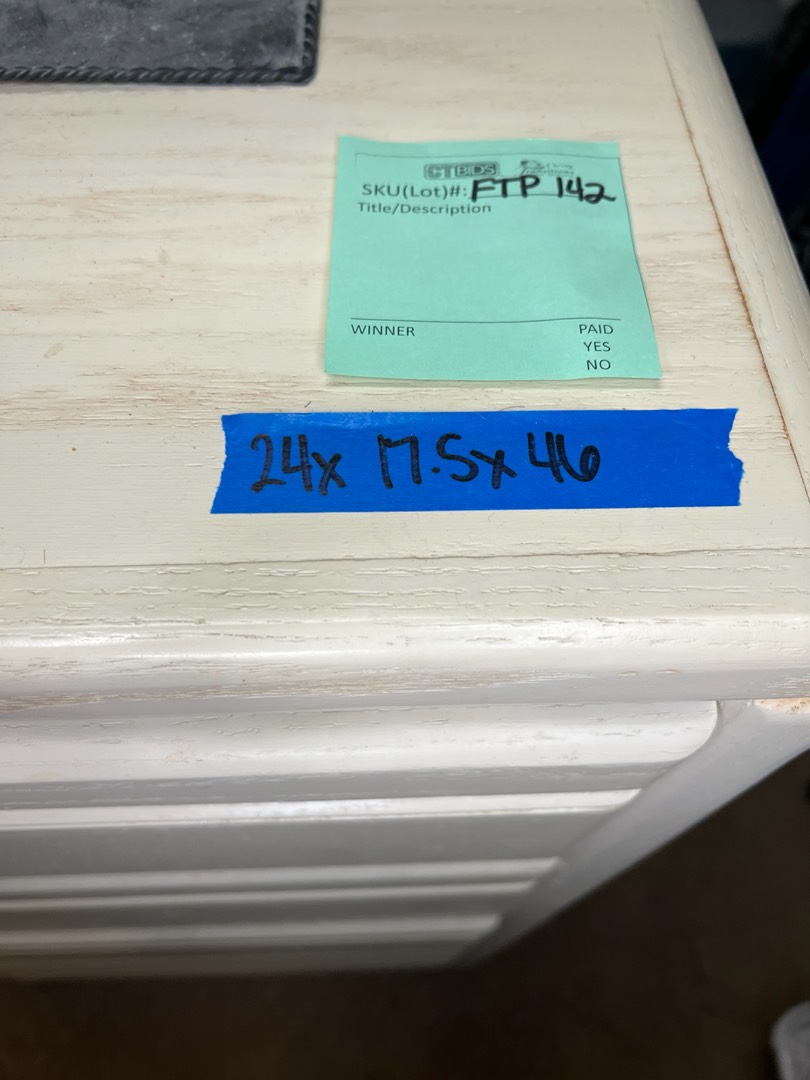 CTBIDS
SKU(Lot)#: FTP 142
Title/Description
WINNER PAID
YES
NO
24x 17.5x 46